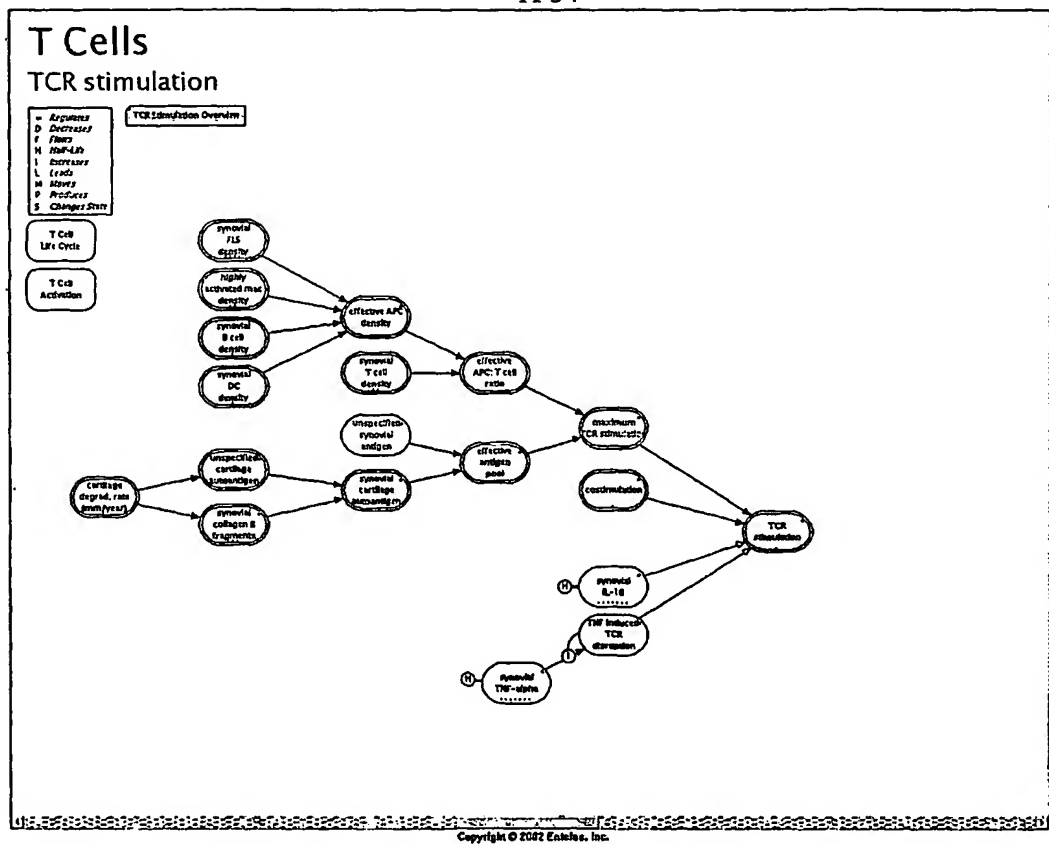 T Cells
TCR stimulation
= Regulates
D Decreases
F Flows
H Half-Life
I Increases
L Leads
M Moves
P Produces
S Changes State
TCR Stimulation Overview
T Cell
Life Cycle
T Cell
Activation
synovial
FLS
density
highly
activated mac
density
synovial
B cell
density
synovial
DC
density
effective APC
density
synovial
T cell
density
effective
APC: T cell
ratio
unspecified
synovial
antigen
maximum
TCR stimulation
effective
antigen
pool
unspecified
cartilage
autoantigen
synovial
cartilage
autoantigen
cartilage
degrad. rate
(mm/year)
synovial
collagen II
fragments
costimulation
TCR
stimulation
H
synovial
IL-10
TNF induced
TCR
disruption
I
H
synovial
TNF-alpha
Copyright © 2002 Entelos, Inc.